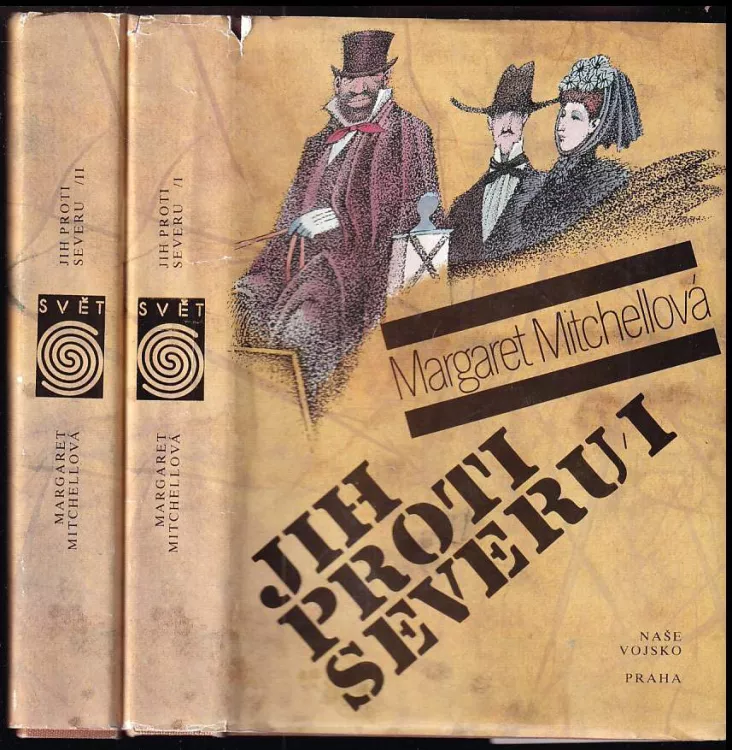 JIH PROTI
SEVERU /II
SVĚT
MARGARET
MITCHELLOVÁ
JIH PROTI
SEVERU /I
SVĚT
MARGARET
MITCHELLOVÁ
Margaret Mitchellová
JIH
PROTI
SEVERU/I
NAŠE
VOJSKO
PRAHA